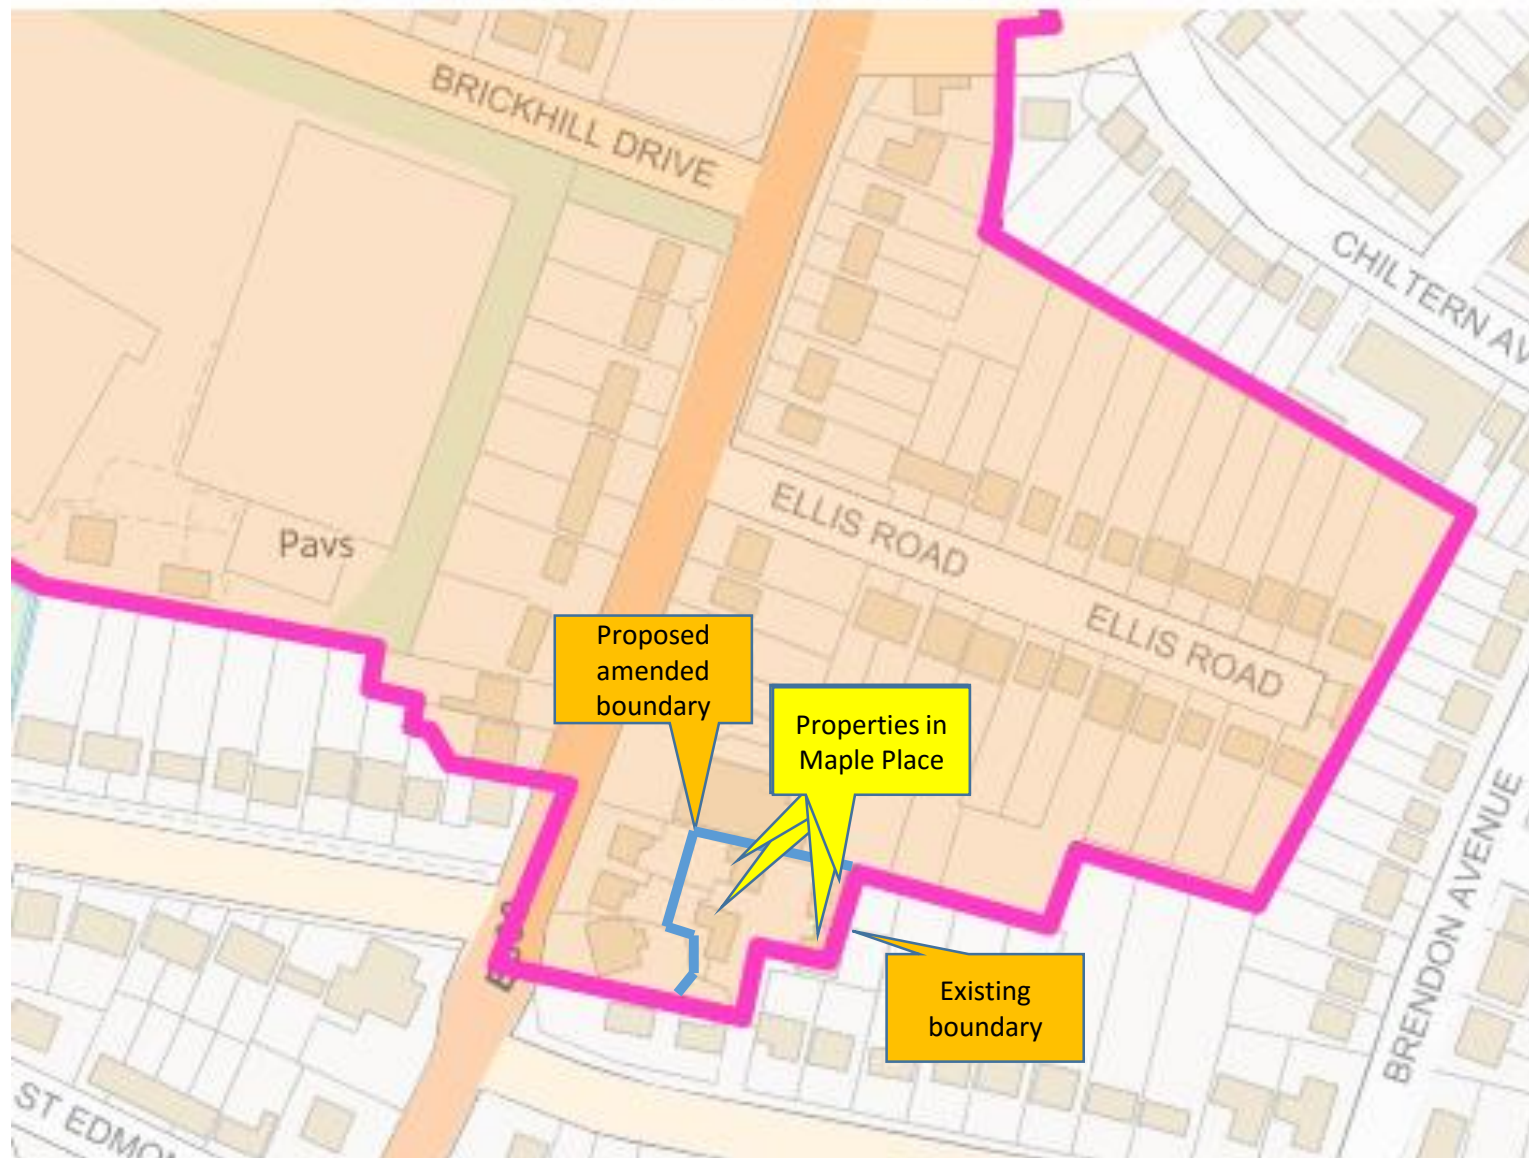 BRICKHILL DRIVE
CHILTERN AV
ELLIS ROAD
Pavs
ELLIS ROAD
Proposed
amended
boundary
Properties in
Maple Place
Existing
boundary
BRENDON AVENUE
ST EDMO